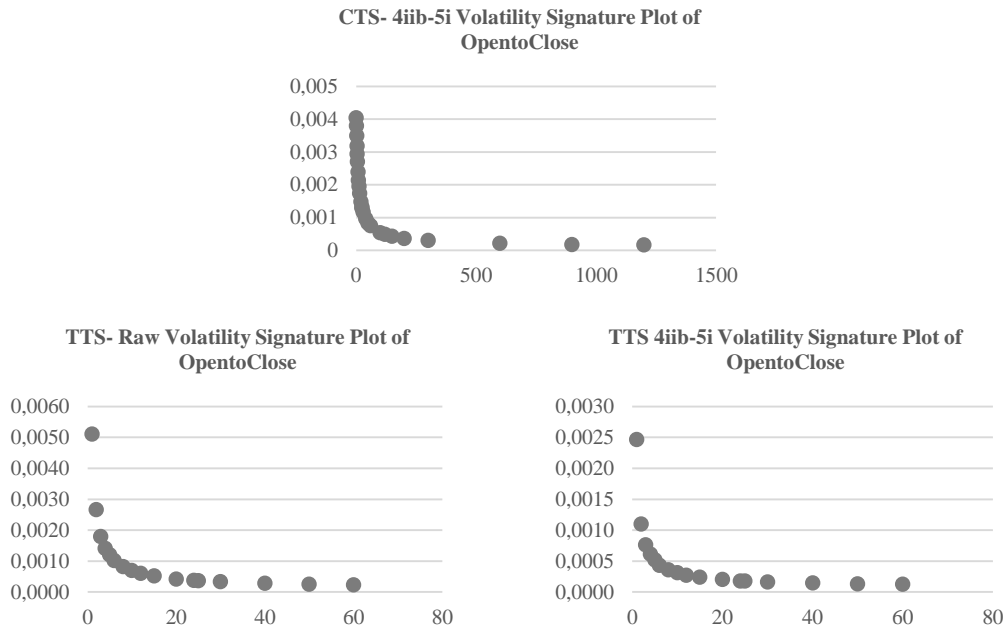 CTS- 4iib-5i Volatility Signature Plot of
OpentoClose
0,005
0,004
0,003
0,002
0,001
0
0 500 1000 1500
TTS- Raw Volatility Signature Plot of
OpentoClose
0,0060
0,0050
0,0040
0,0030
0,0020
0,0010
0,0000
0 20 40 60 80
TTS 4iib-5i Volatility Signature Plot of
OpentoClose
0,0030
0,0025
0,0020
0,0015
0,0010
0,0005
0,0000
0 20 40 60 80